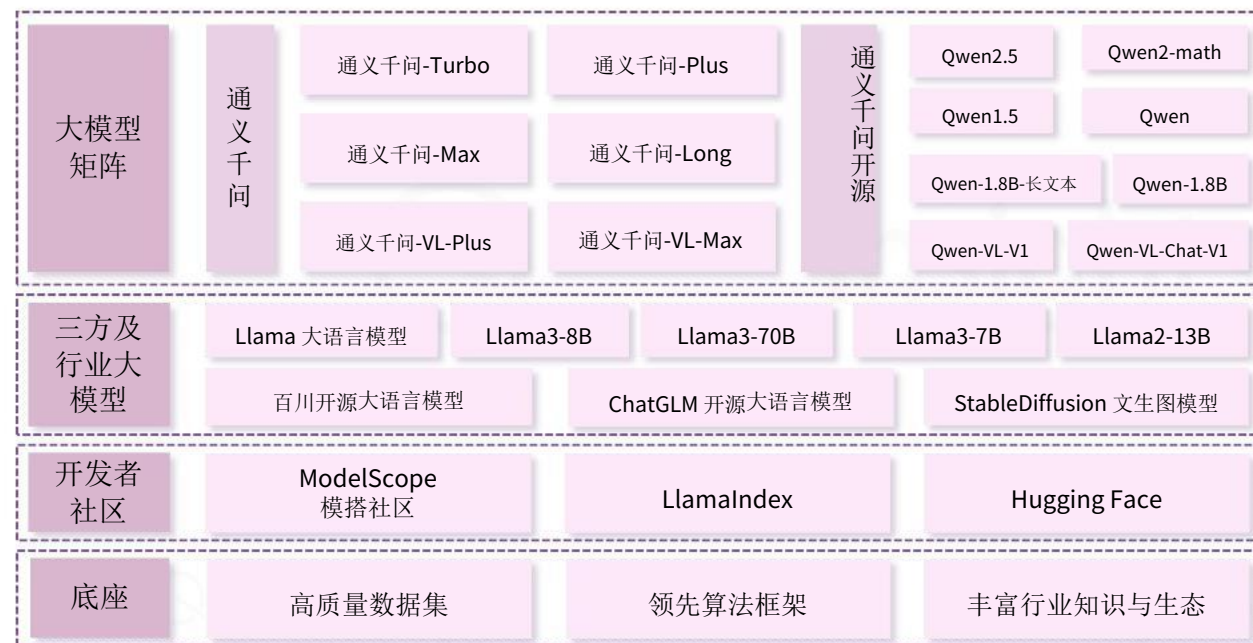 大模型
矩阵
通
义
千
问
通义千问-Turbo
通义千问-Plus
通义千问-Max
通义千问-Long
通义千问-VL-Plus
通义千问-VL-Max
通
义
千
问
开
源
Qwen2.5
Qwen2-math
Qwen1.5
Qwen
Qwen-1.8B-长文本
Qwen-1.8B
Qwen-VL-V1
Qwen-VL-Chat-V1
三方及
行业大
模型
Llama 大语言模型
Llama3-8B
Llama3-70B
Llama3-7B
Llama2-13B
百川开源大语言模型
ChatGLM 开源大语言模型
StableDiffusion 文生图模型
开发者
社区
ModelScope
模搭社区
LlamaIndex
Hugging Face
底座
高质量数据集
领先算法框架
丰富行业知识与生态